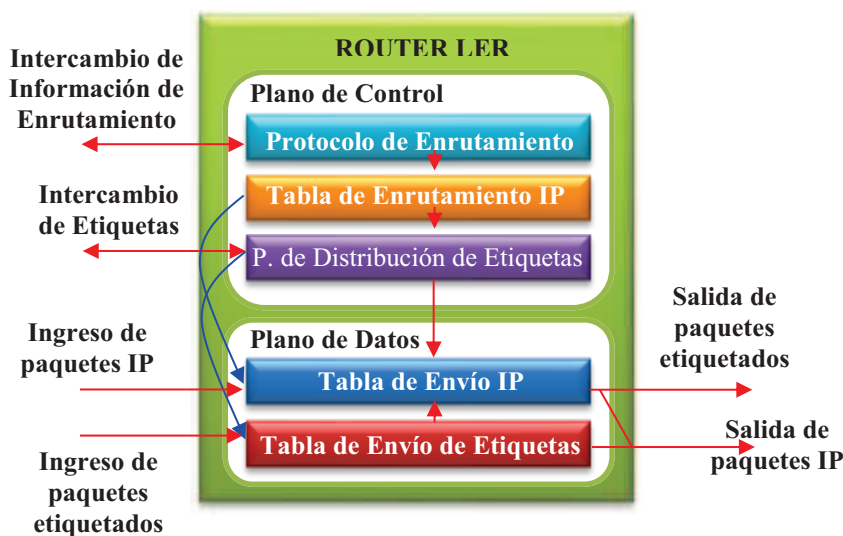 ROUTER LER
Intercambio de
Información de
Enrutamiento
Plano de Control
Protocolo de Enrutamiento
Tabla de Enrutamiento IP
Intercambio
de Etiquetas
P. de Distribución de Etiquetas
Ingreso de
paquetes IP
Plano de Datos
Tabla de Envío IP
Tabla de Envío de Etiquetas
Ingreso de
paquetes
etiquetados
Salida de
paquetes
etiquetados
Salida de
paquetes IP